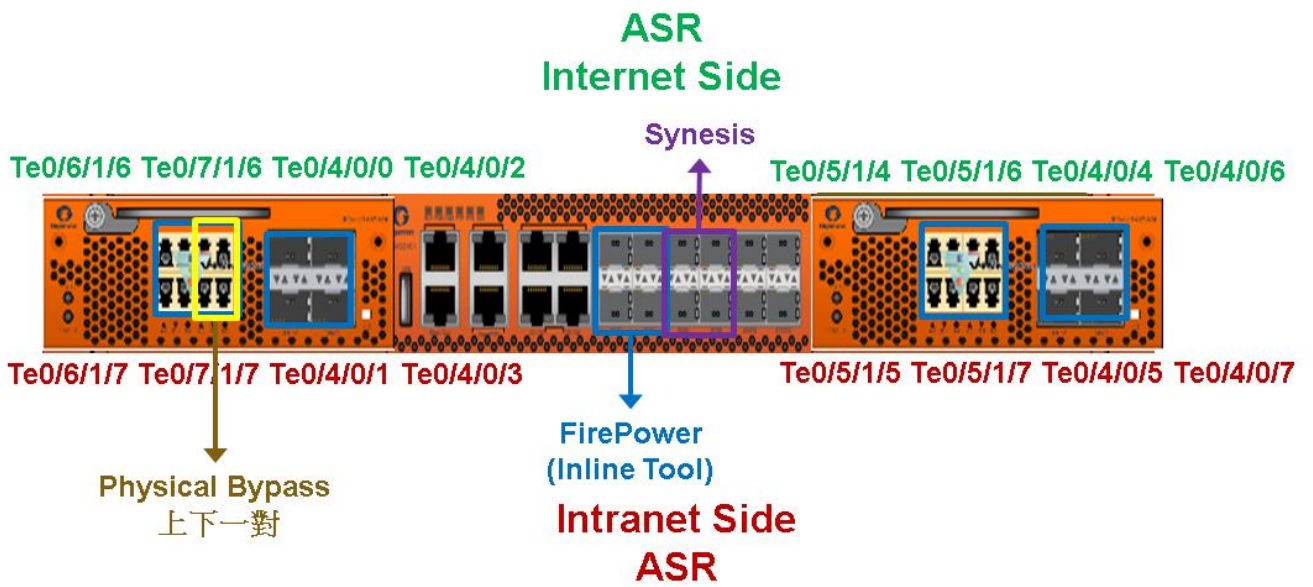 ASR
Internet Side
Synesis
Te0/6/1/6 Te0/7/1/6 Te0/4/0/0 Te0/4/0/2
Te0/5/1/4 Te0/5/1/6 Te0/4/0/4 Te0/4/0/6
Te0/6/1/7 Te0/7/1/7 Te0/4/0/1 Te0/4/0/3
Te0/5/1/5 Te0/5/1/7 Te0/4/0/5 Te0/4/0/7
FirePower
(Inline Tool)
Physical Bypass
上下一對
Intranet Side
ASR